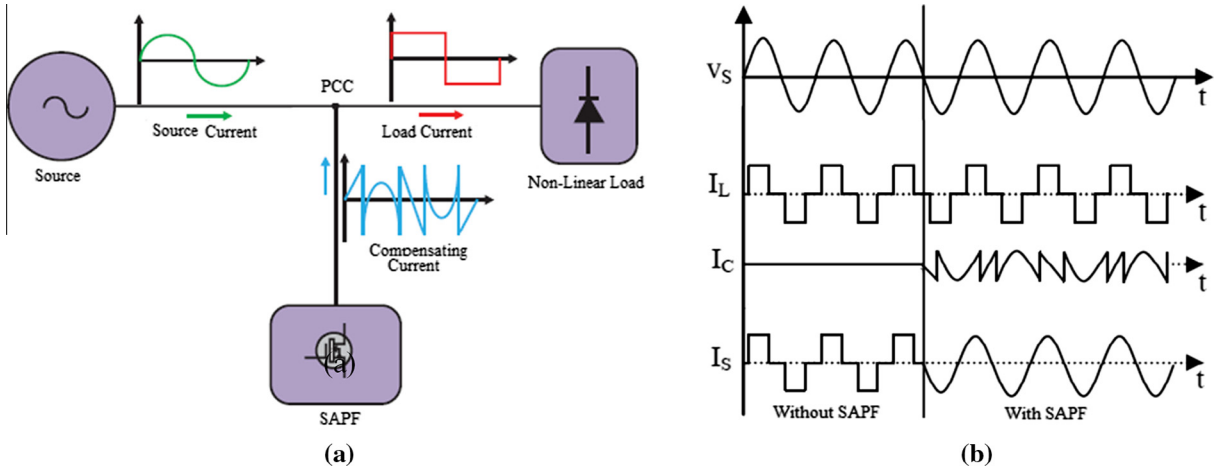 PCC
Source Current
Load Current
Source
Non-Linear Load
Compensating
Current
(a)
SAPF
(a)
VS
t
IL
t
IC
t
IS
t
Without SAPF
With SAPF
(b)